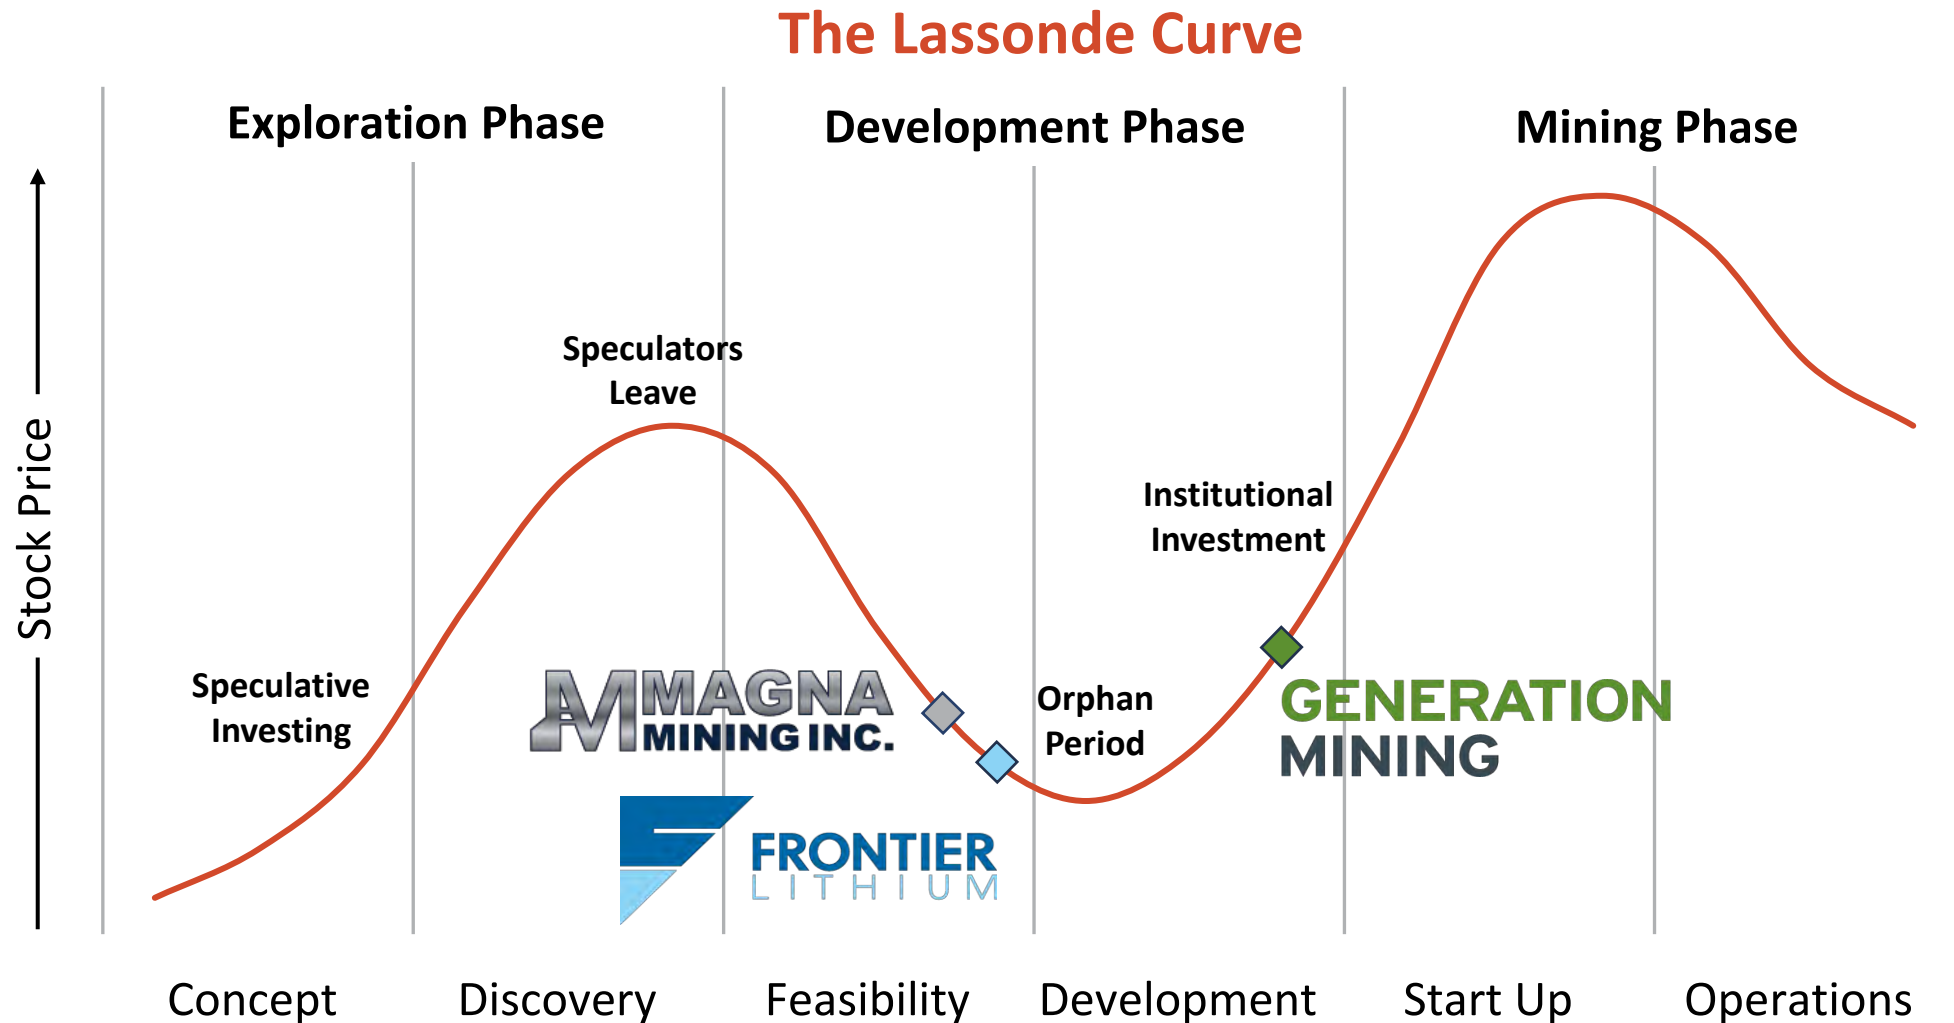 The Lassonde Curve
Exploration Phase
Development Phase
Mining Phase
Stock Price
Speculators
Leave
Institutional
Investment
Speculative
Investing
MAGNA
MINING INC.
Orphan
Period
GENERATION
MINING
FRONTIER
LITHIUM
Concept
Discovery
Feasibility
Development
Start Up
Operations